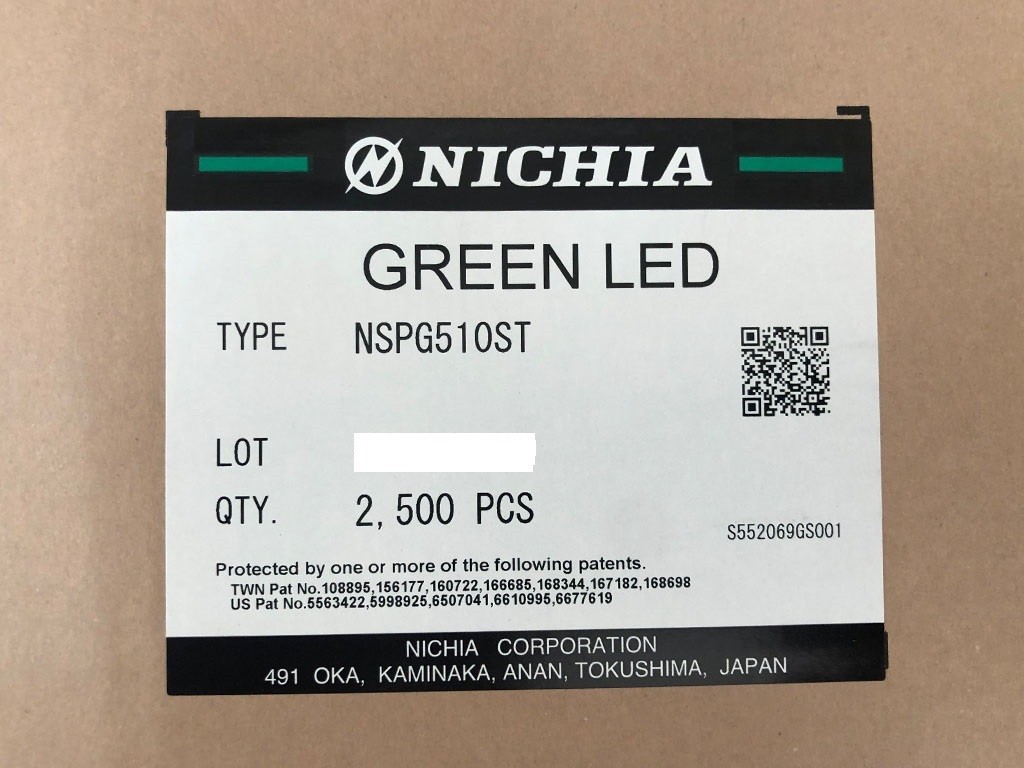 NICHIA
GREEN LED
TYPE NSPG510ST
LOT
QTY. 2,500 PCS
S552069GS001
Protected by one or more of the following patents.
TWN Pat No.108895,156177,160722,166685,168344,167182,168698
US Pat No.5563422,5998925,6507041,6610995,6677619
NICHIA CORPORATION
491 OKA, KAMINAKA, ANAN, TOKUSHIMA, JAPAN